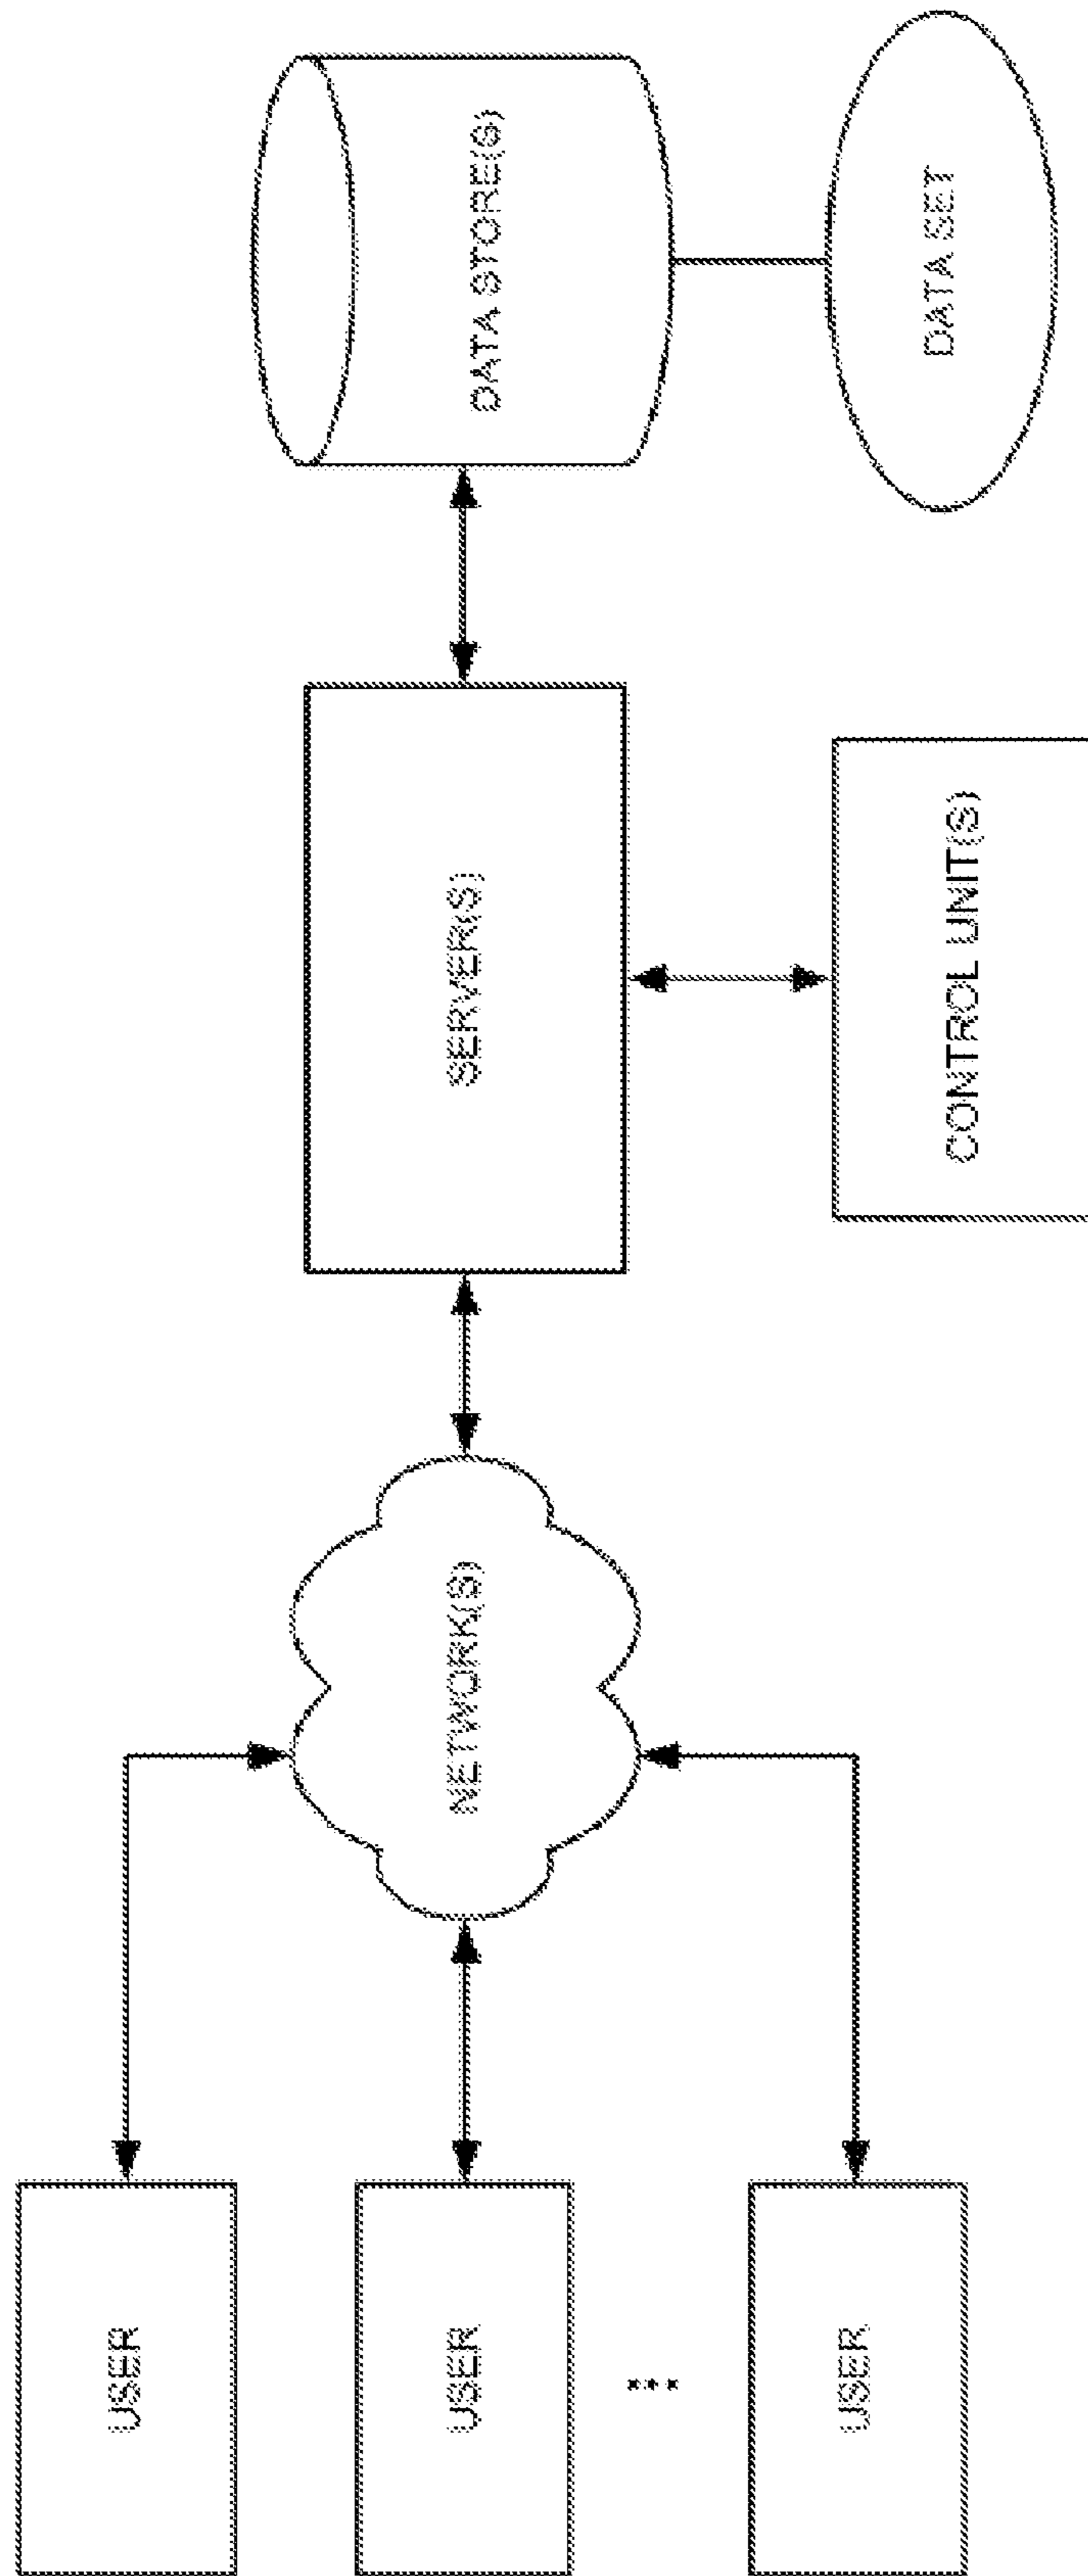 USER
USER
...
USER
NETWORK(S)
SERVER(S)
CONTROL UNIT(S)
DATA STORE(S)
DATA SET